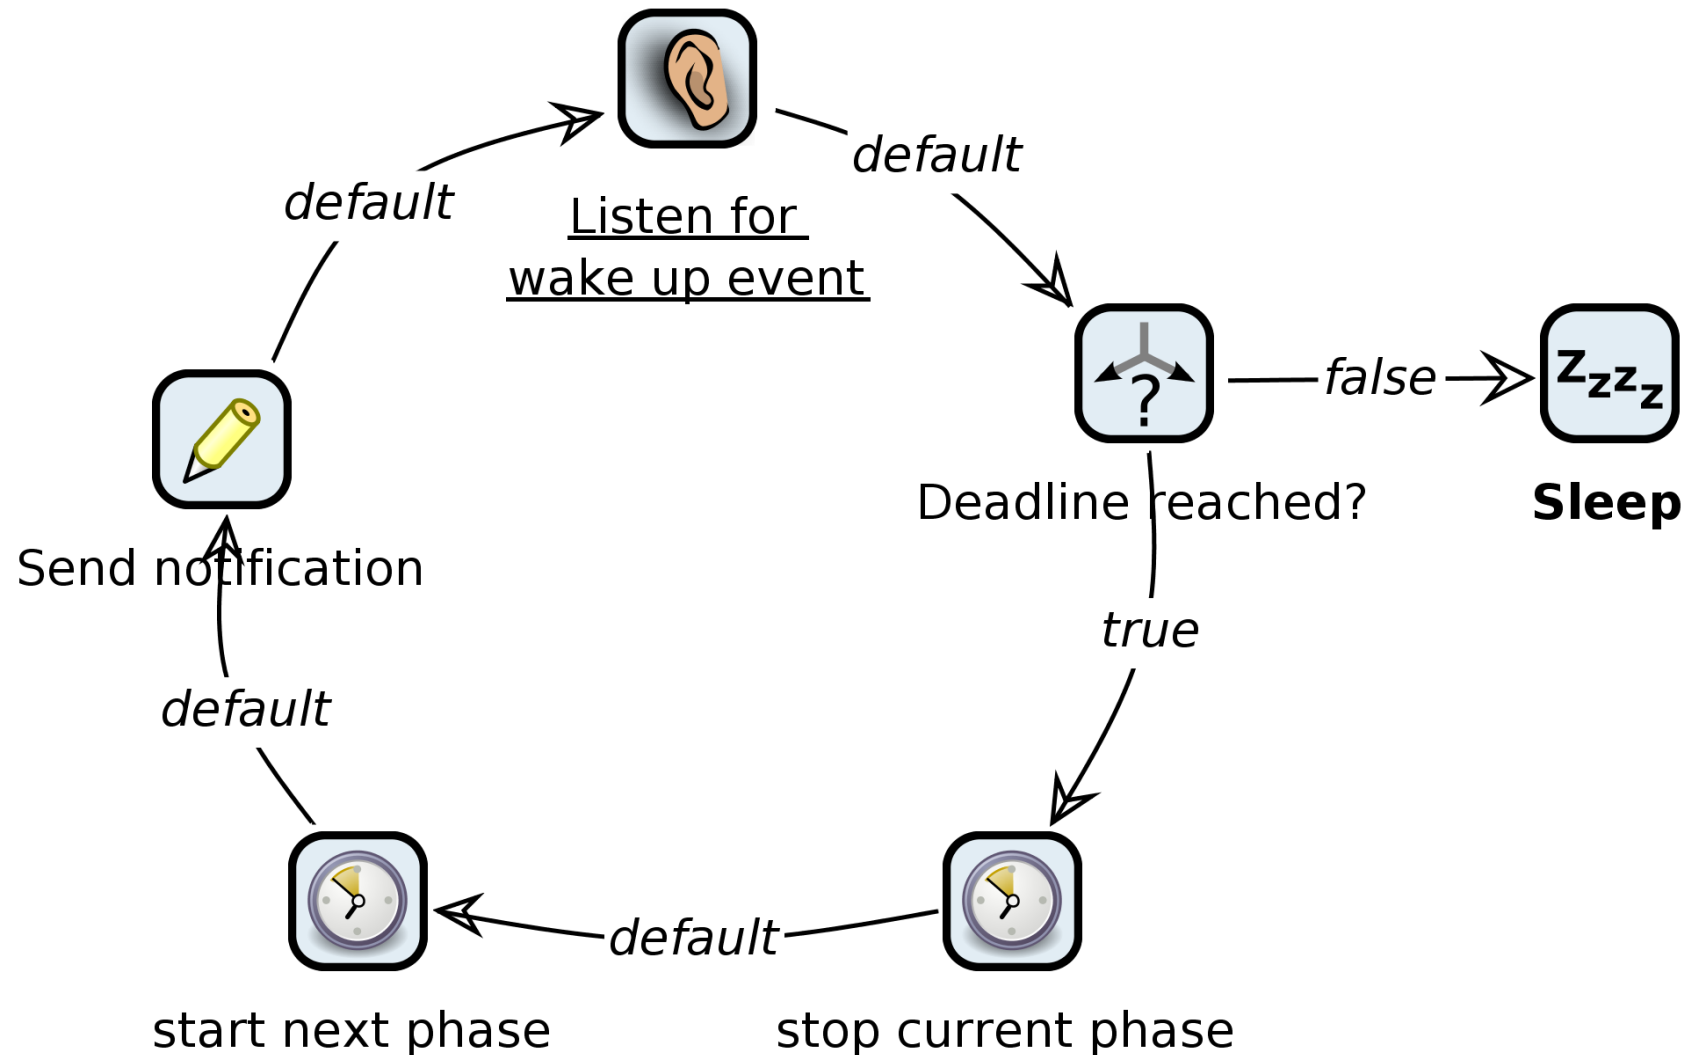 default
default
Listen for
wake up event
?
zzzz
false
Deadline reached?
Sleep
Send notification
true
default
default
start next phase
stop current phase